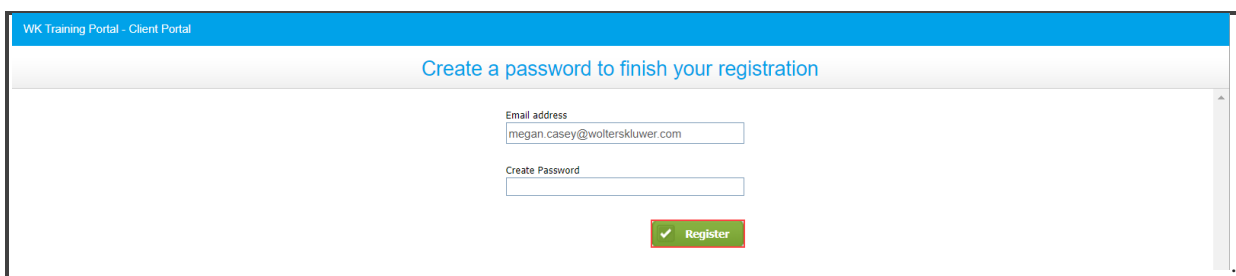 WK Training Portal - Client Portal
Create a password to finish your registration
Email address
megan.casey@wolterskluwer.com
Create Password
Register
.